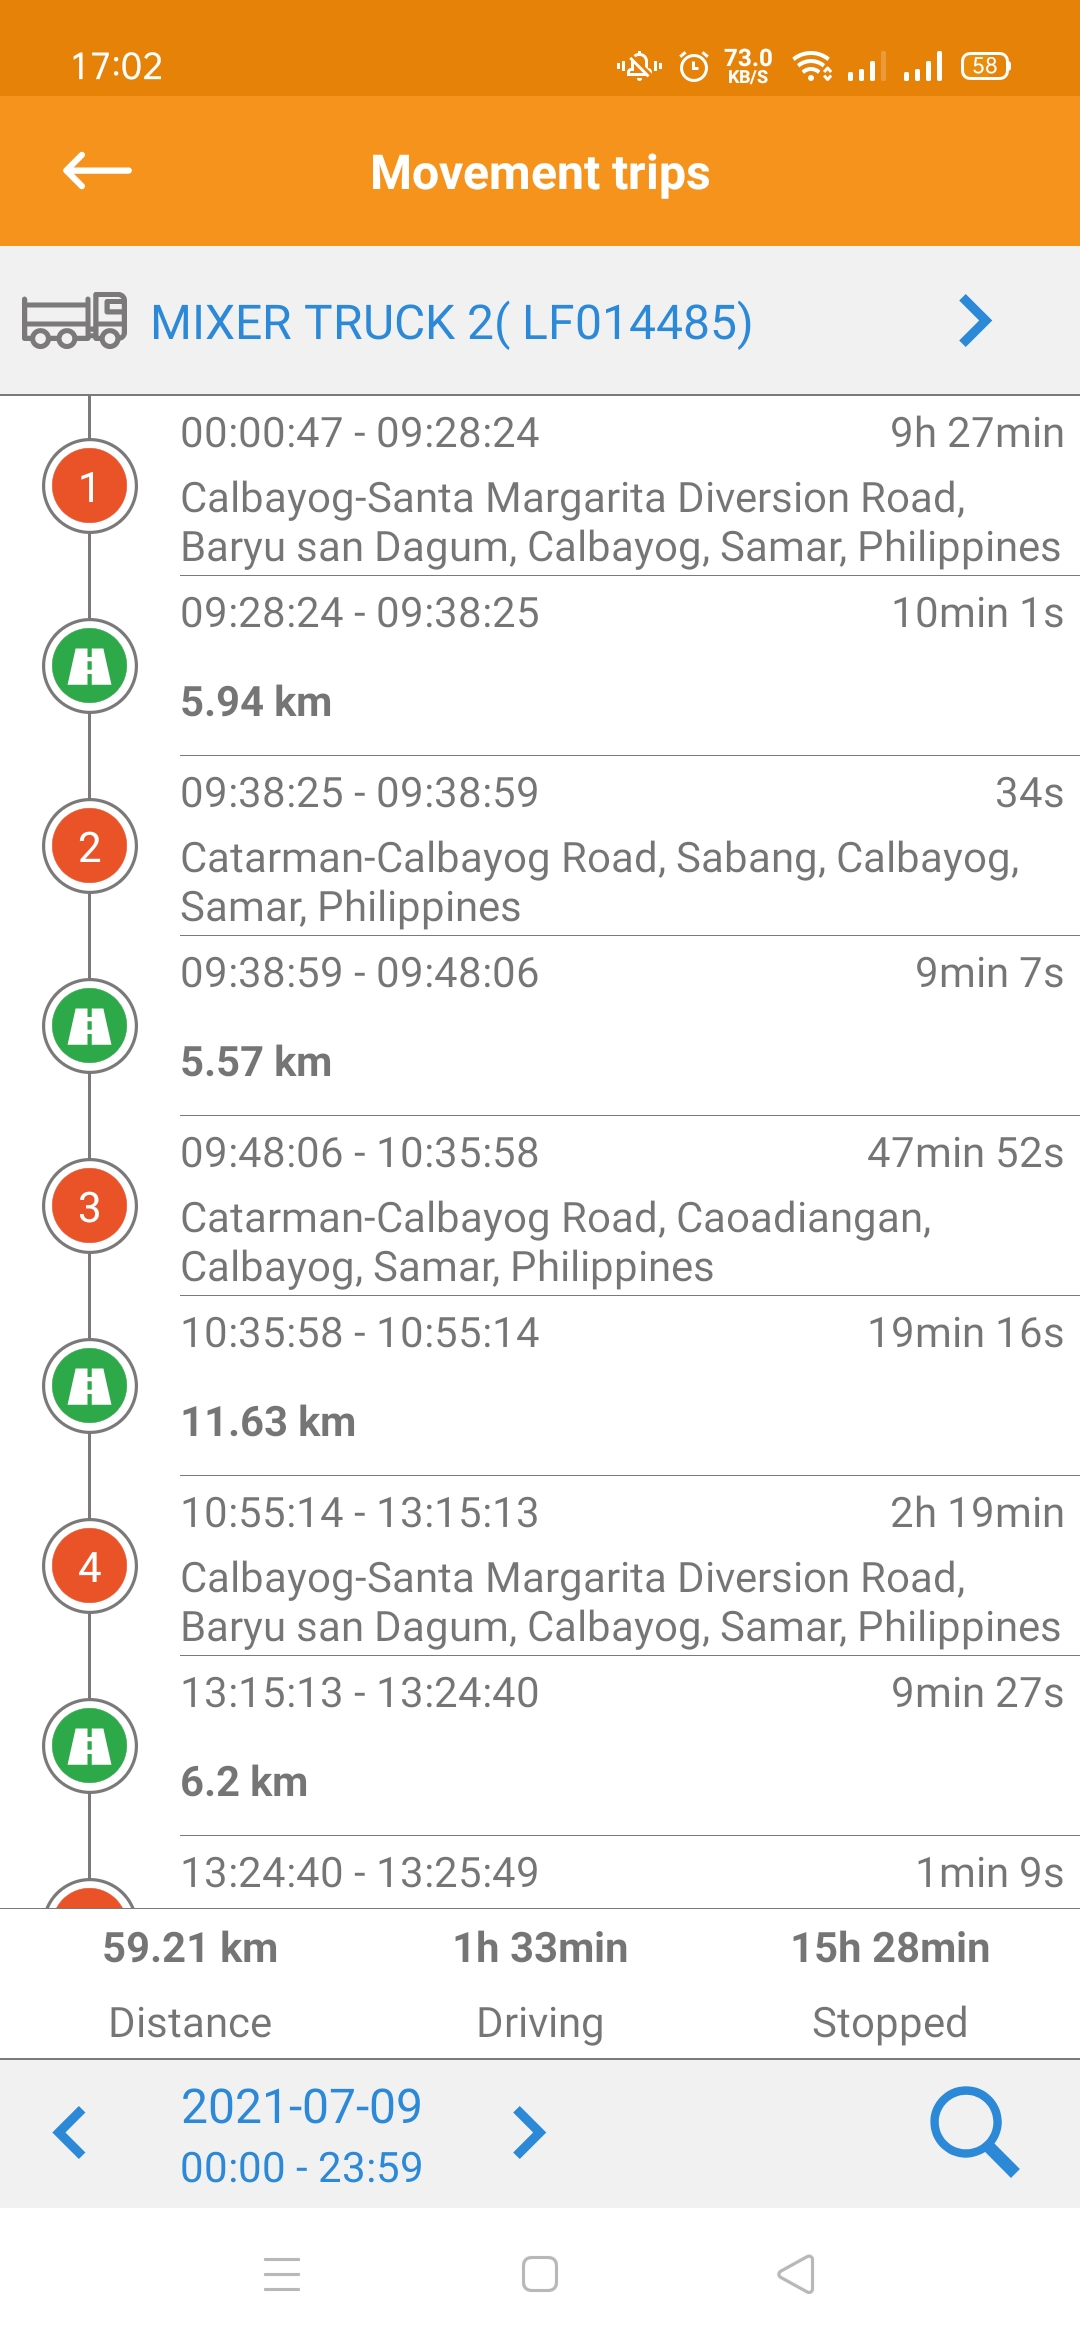 17:02
73.0
KB/S
58
Movement trips
MIXER TRUCK 2( LF014485)
00:00:47 - 09:28:24 9h 27min
1
Calbayog-Santa Margarita Diversion Road,
Baryu san Dagum, Calbayog, Samar, Philippines
09:28:24 - 09:38:25 10min 1s
5.94 km
09:38:25 - 09:38:59 34s
2
Catarman-Calbayog Road, Sabang, Calbayog,
Samar, Philippines
09:38:59 - 09:48:06 9min 7s
5.57 km
09:48:06 - 10:35:58 47min 52s
3
Catarman-Calbayog Road, Caoadiangan,
Calbayog, Samar, Philippines
10:35:58 - 10:55:14 19min 16s
11.63 km
10:55:14 - 13:15:13 2h 19min
4
Calbayog-Santa Margarita Diversion Road,
Baryu san Dagum, Calbayog, Samar, Philippines
13:15:13 - 13:24:40 9min 27s
6.2 km
13:24:40 - 13:25:49 1min 9s
59.21 km 1h 33min 15h 28min
Distance Driving Stopped
2021-07-09
00:00 - 23:59